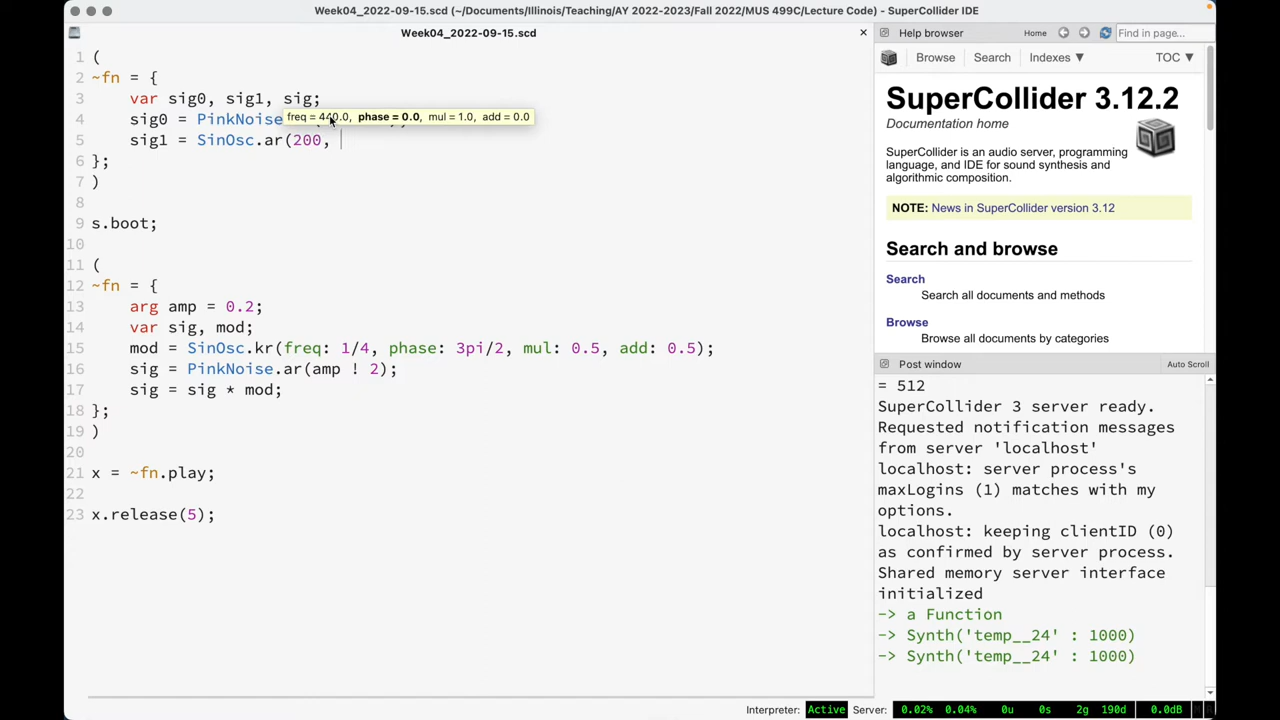 Week04_2022-09-15.scd (~/Documents/Illinois/Teaching/AY 2022-2023/Fall 2022/MUS 499C/Lecture Code) - SuperCollider IDE
Week04_2022-09-15.scd
1 (
2 ~fn = {
3 var sig0, sig1, sig;
freq = 440.0, phase = 0.0, mul = 1.0, add = 0.0
4 sig0 = PinkNoise
5 sig1 = SinOsc.ar(200,
6 };
7 )
8
9 s.boot;
10
11 (
12 ~fn = {
13 arg amp = 0.2;
14 var sig, mod;
15 mod = SinOsc.kr(freq: 1/4, phase: 3pi/2, mul: 0.5, add: 0.5);
16 sig = PinkNoise.ar(amp ! 2);
17 sig = sig * mod;
18 };
19 )
20
21 x = ~fn.play;
22
23 x.release(5);
Help browser Home Find in page...
Browse Search Indexes ▼ TOC ▼
SuperCollider 3.12.2
Documentation home
SuperCollider is an audio server, programming
language, and IDE for sound synthesis and
algorithmic composition.
NOTE: News in SuperCollider version 3.12
Search and browse
Search
Search all documents and methods
Browse
Browse all documents by categories
Post window Auto Scroll
= 512
SuperCollider 3 server ready.
Requested notification messages
from server 'localhost'
localhost: server process's
maxLogins (1) matches with my
options.
localhost: keeping clientID (0)
as confirmed by server process.
Shared memory server interface
initialized
-> a Function
-> Synth('temp__24' : 1000)
-> Synth('temp__24' : 1000)
Interpreter: Active Server: 0.02% 0.04% 0u 0s 2g 190d 0.0dB